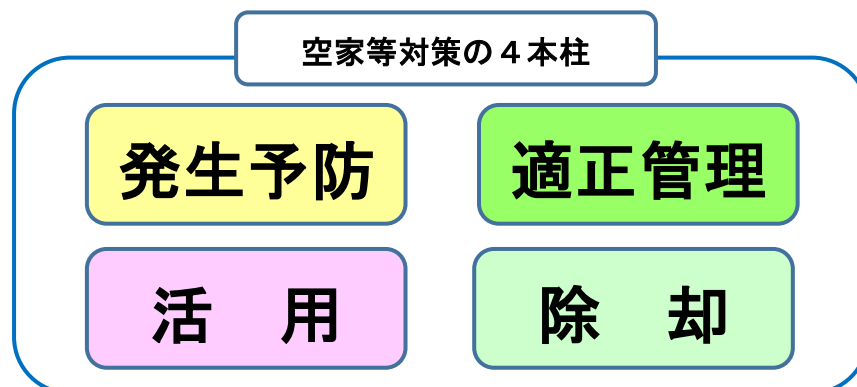 空家等対策の４本柱
発生予防
適正管理
活　用
除　却